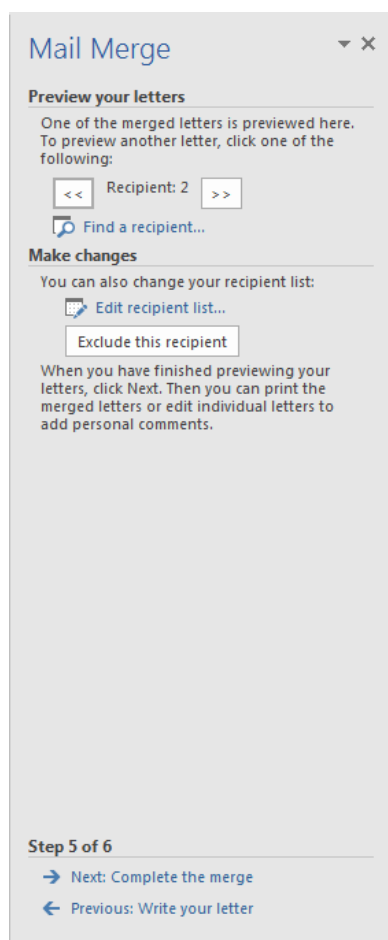 Mail Merge
Preview your letters
One of the merged letters is previewed here.
To preview another letter, click one of the
following:
<< Recipient: 2 >>
Find a recipient...
Make changes
You can also change your recipient list:
Edit recipient list...
Exclude this recipient
When you have finished previewing your
letters, click Next. Then you can print the
merged letters or edit individual letters to
add personal comments.
Step 5 of 6
Next: Complete the merge
Previous: Write your letter